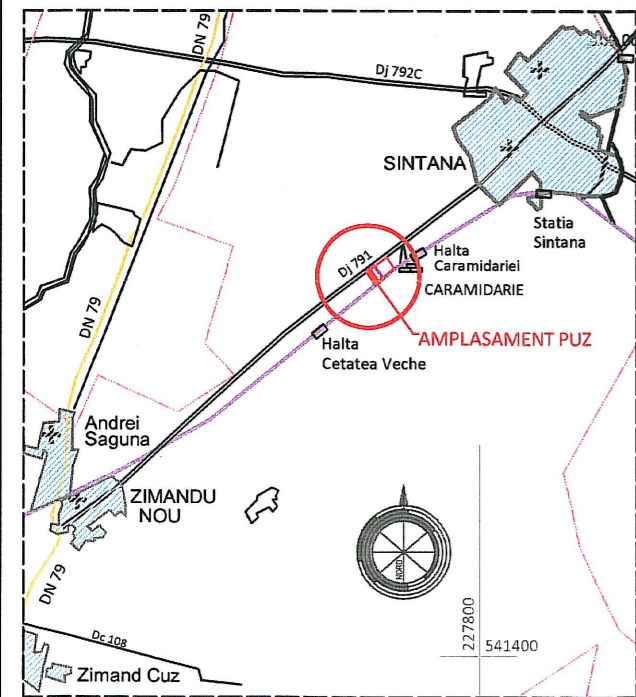 DN 79
Dj 792C
SINTANA
Statia
Sintana
Dj 791
Halta
Caramidariei
CARAMIDARIE
AMPLASAMENT PUZ
DN 79
Halta
Cetatea Veche
Andrei
Saguna
ZIMANDU
NOU
NORD
DN 79
227800
541400
Dc 108
Zimand Cuz